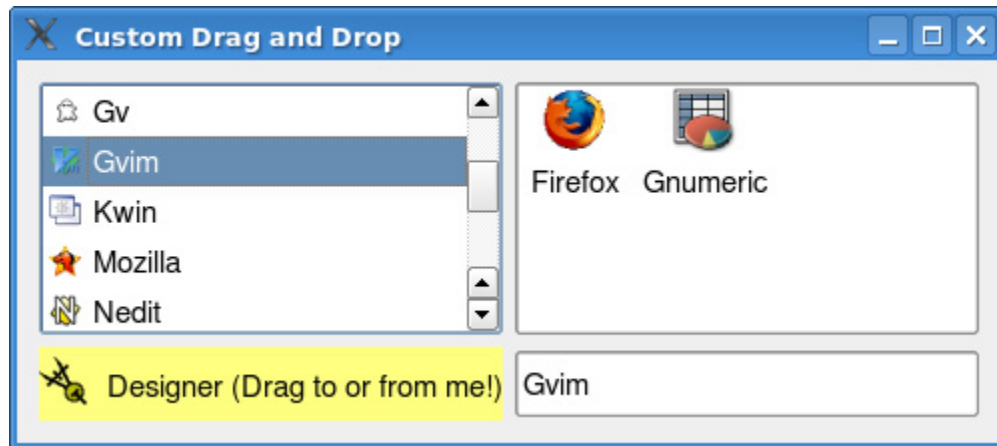 Custom Drag and Drop
Gv
Gvim
Kwin
Mozilla
Nedit
Firefox Gnumeric
Designer (Drag to or from me!)
Gvim